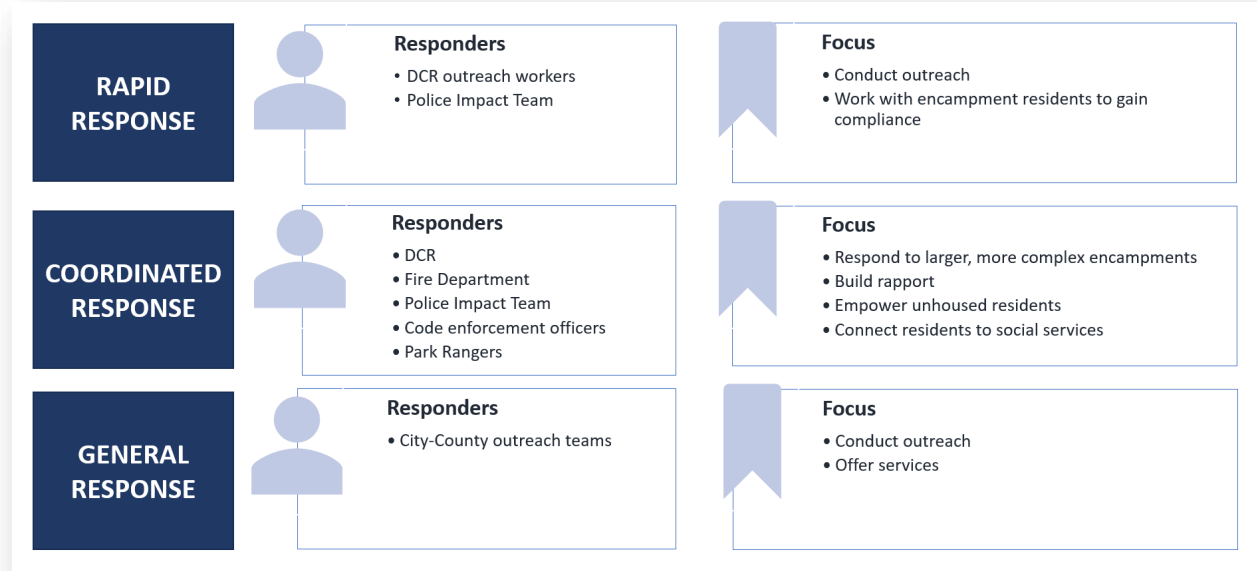 RAPID
RESPONSE
Responders
• DCR outreach workers
• Police Impact Team
Focus
• Conduct outreach
• Work with encampment residents to gain
compliance
COORDINATED
RESPONSE
Responders
• DCR
• Fire Department
• Police Impact Team
• Code enforcement officers
• Park Rangers
Focus
• Respond to larger, more complex encampments
• Build rapport
• Empower unhoused residents
• Connect residents to social services
GENERAL
RESPONSE
Responders
• City-County outreach teams
Focus
• Conduct outreach
• Offer services